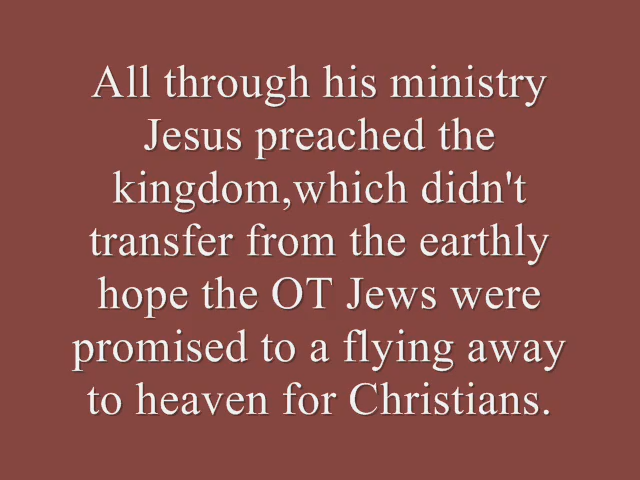 All through his ministry
Jesus preached the
kingdom,which didn't
transfer from the earthly
hope the OT Jews were
promised to a flying away
to heaven for Christians.